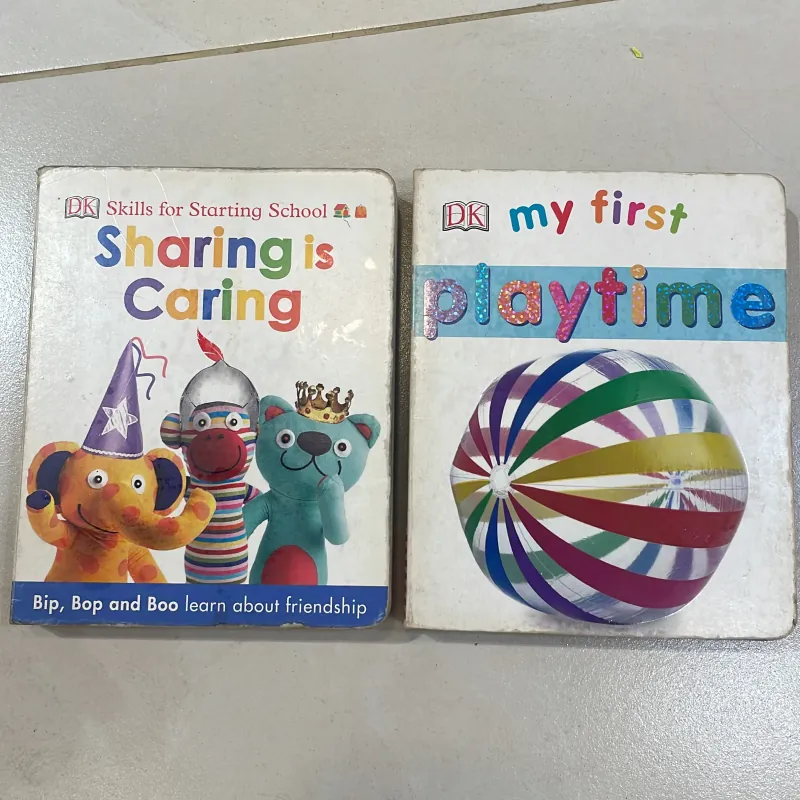 DK Skills for Starting School
Sharing is
Caring
Bip, Bop and Boo learn about friendship
DK my first
playtime